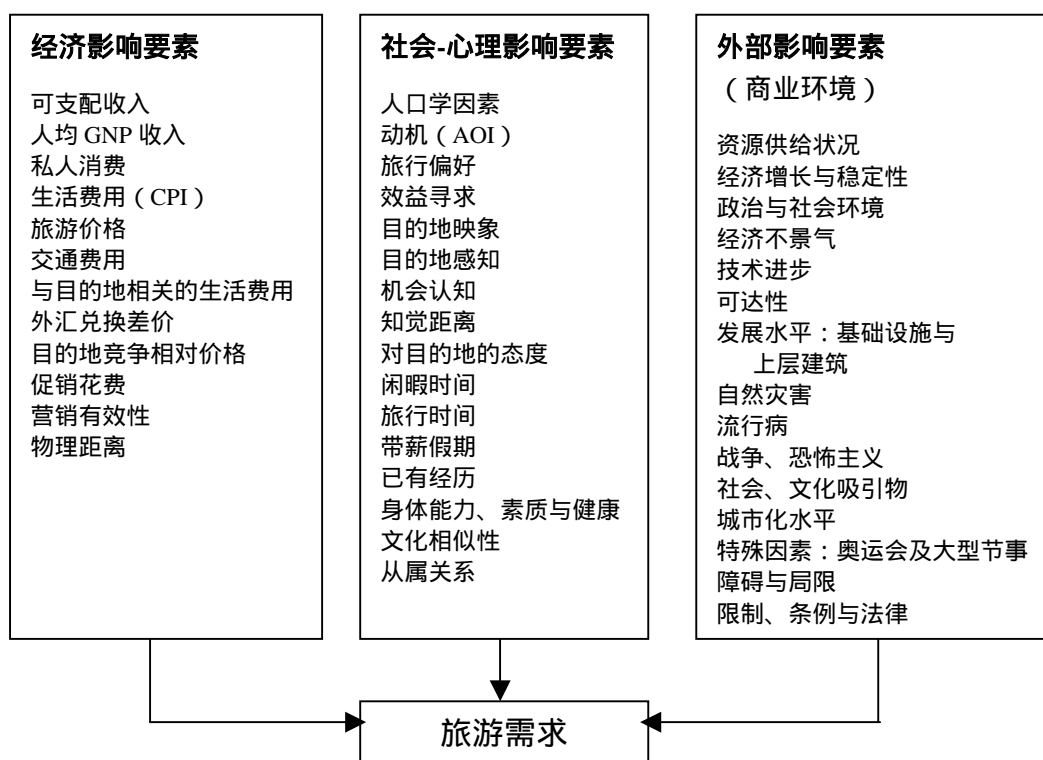 经济影响要素
可支配收入
人均 GNP 收入
私人消费
生活费用（CPI）
旅游价格
交通费用
与目的地相关的生活费用
外汇兑换差价
目的地竞争相对价格
促销花费
营销有效性
物理距离
社会-心理影响要素
人口学因素
动机（AOI）
旅行偏好
效益寻求
目的地映象
目的地感知
机会认知
知觉距离
对目的地的态度
闲暇时间
旅行时间
带薪假期
已有经历
身体能力、素质与健康
文化相似性
从属关系
外部影响要素
（商业环境）
资源供给状况
经济增长与稳定性
政治与社会环境
经济不景气
技术进步
可达性
发展水平：基础设施与
上层建筑
自然灾害
流行病
战争、恐怖主义
社会、文化吸引物
城市化水平
特殊因素：奥运会及大型节事
障碍与局限
限制、条例与法律
旅游需求